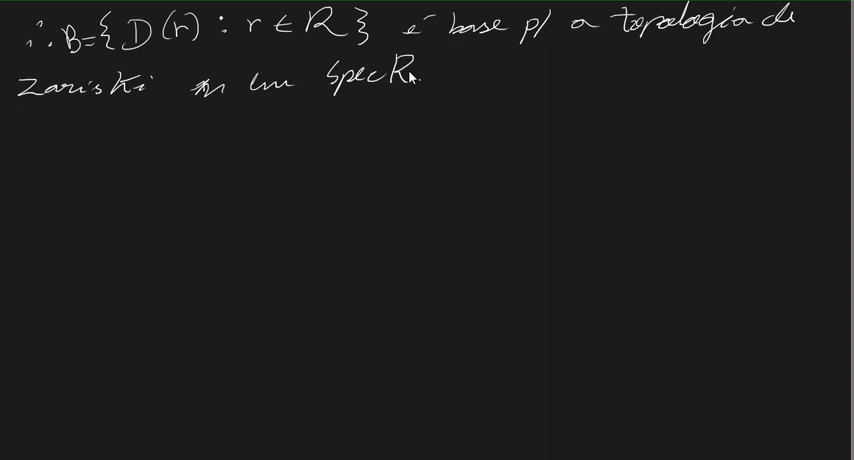 ∴ B = { D(r) : r ∈ R } é base p/ a topologia de
Zariski em Spec R.